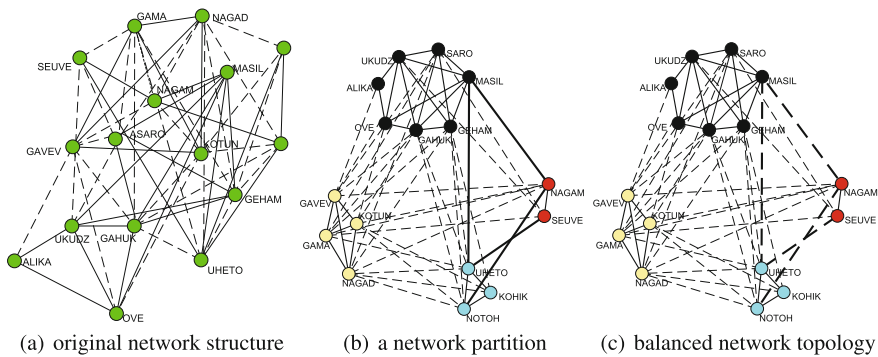 GAMA
NAGAD
SEUVE
MASIL
NAGAM
ASARO
GAVEV
KOTUN
GEHAM
UKUDZ
GAHUK
ALIKA
UHETO
OVE
(a) original network structure
ASARO
UKUDZ
MASIL
ALIKA
OVE
GEHAM
GAHUK
NAGAM
GAVEV
KOTUN
SEUVE
GAMA
UHETO
NAGAD
KOHIK
NOTOH
(b) a network partition
ASARO
UKUDZ
MASIL
ALIKA
OVE
GEHAM
GAHUK
NAGAM
GAVEV
KOTUN
SEUVE
GAMA
UHETO
NAGAD
KOHIK
NOTOH
(c) balanced network topology